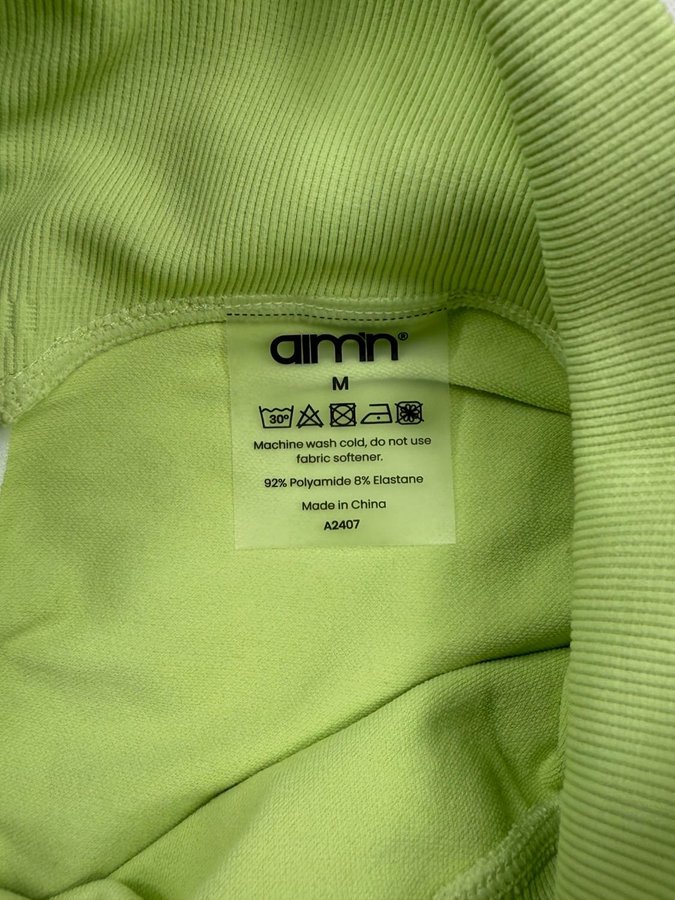 aim'n®
M
30°
Machine wash cold, do not use
fabric softener.
92% Polyamide 8% Elastane
Made in China
A2407